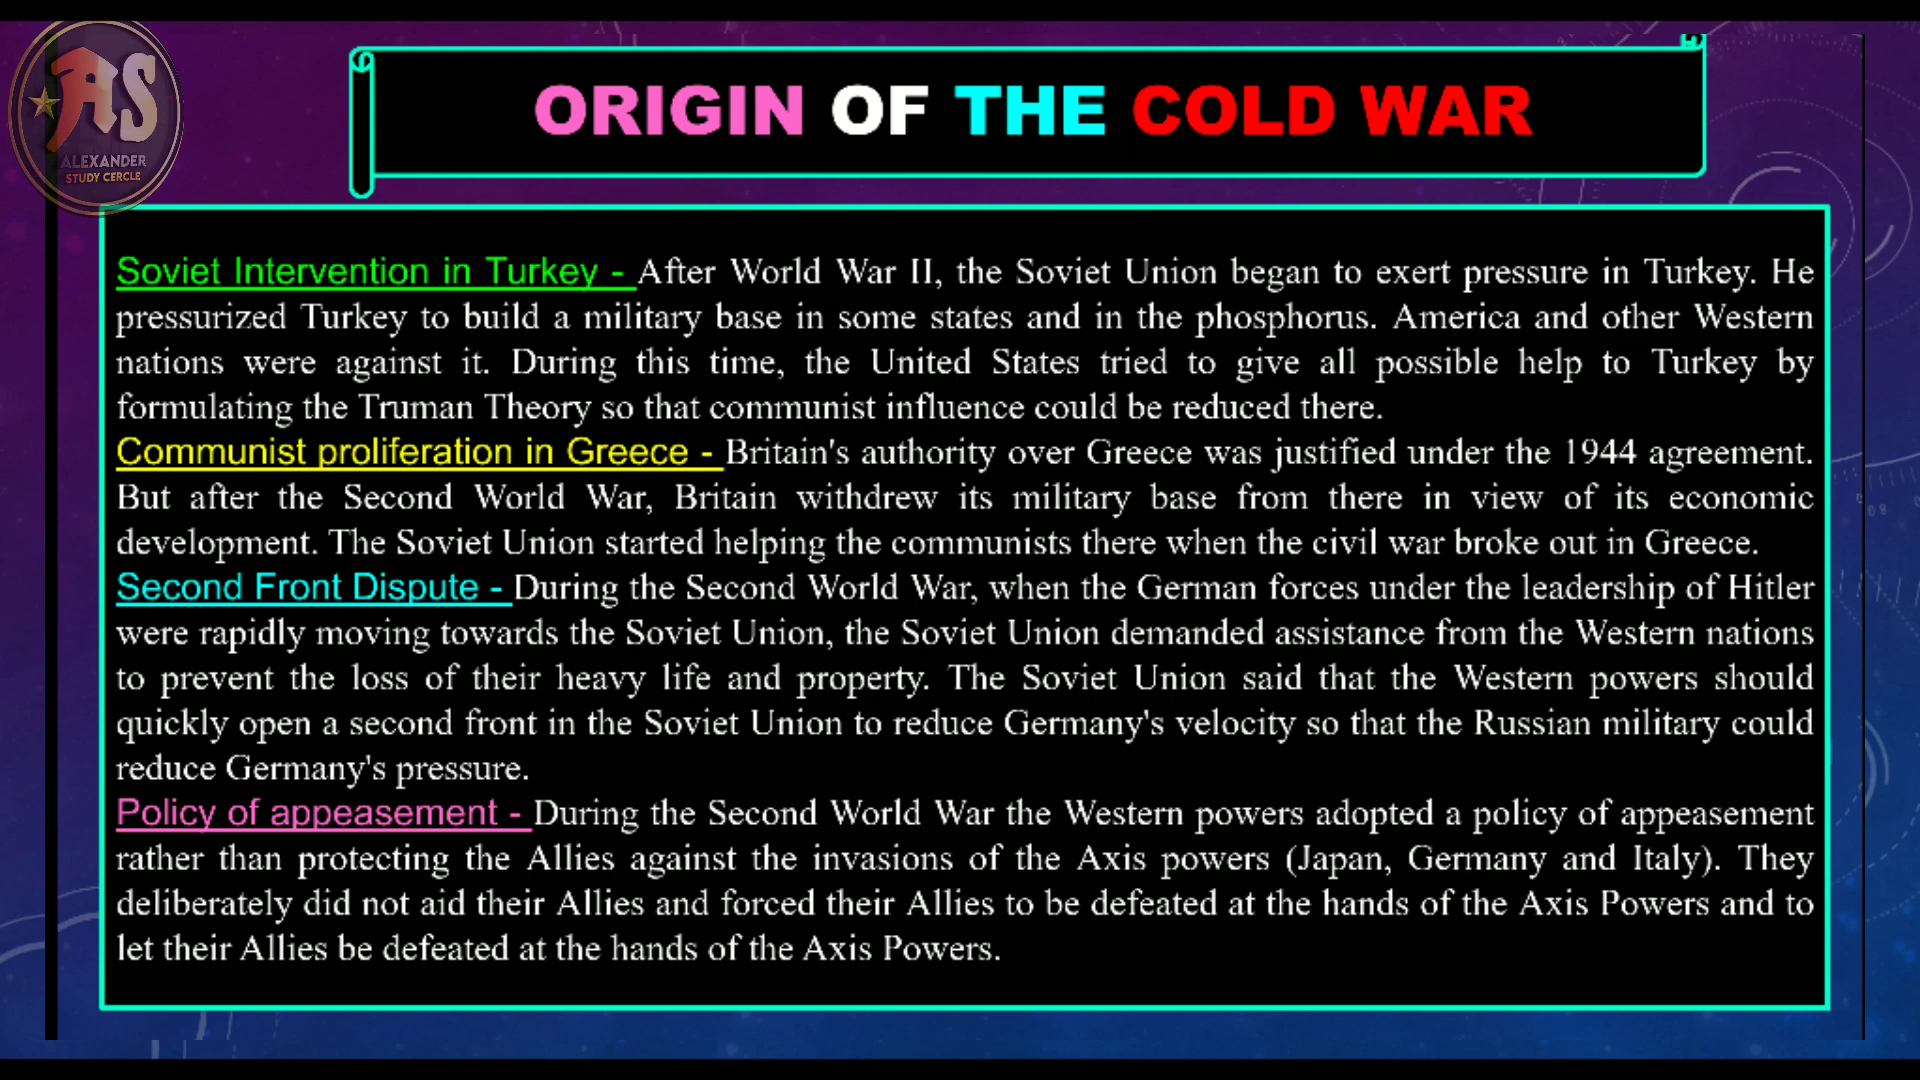 AS
ALEXANDER
STUDY CERCLE
ORIGIN OF THE COLD WAR
Soviet Intervention in Turkey - After World War II, the Soviet Union began to exert pressure in Turkey. He
pressurized Turkey to build a military base in some states and in the phosphorus. America and other Western
nations were against it. During this time, the United States tried to give all possible help to Turkey by
formulating the Truman Theory so that communist influence could be reduced there.
Communist proliferation in Greece - Britain's authority over Greece was justified under the 1944 agreement.
But after the Second World War, Britain withdrew its military base from there in view of its economic
development. The Soviet Union started helping the communists there when the civil war broke out in Greece.
Second Front Dispute - During the Second World War, when the German forces under the leadership of Hitler
were rapidly moving towards the Soviet Union, the Soviet Union demanded assistance from the Western nations
to prevent the loss of their heavy life and property. The Soviet Union said that the Western powers should
quickly open a second front in the Soviet Union to reduce Germany's velocity so that the Russian military could
reduce Germany's pressure.
Policy of appeasement - During the Second World War the Western powers adopted a policy of appeasement
rather than protecting the Allies against the invasions of the Axis powers (Japan, Germany and Italy). They
deliberately did not aid their Allies and forced their Allies to be defeated at the hands of the Axis Powers and to
let their Allies be defeated at the hands of the Axis Powers.